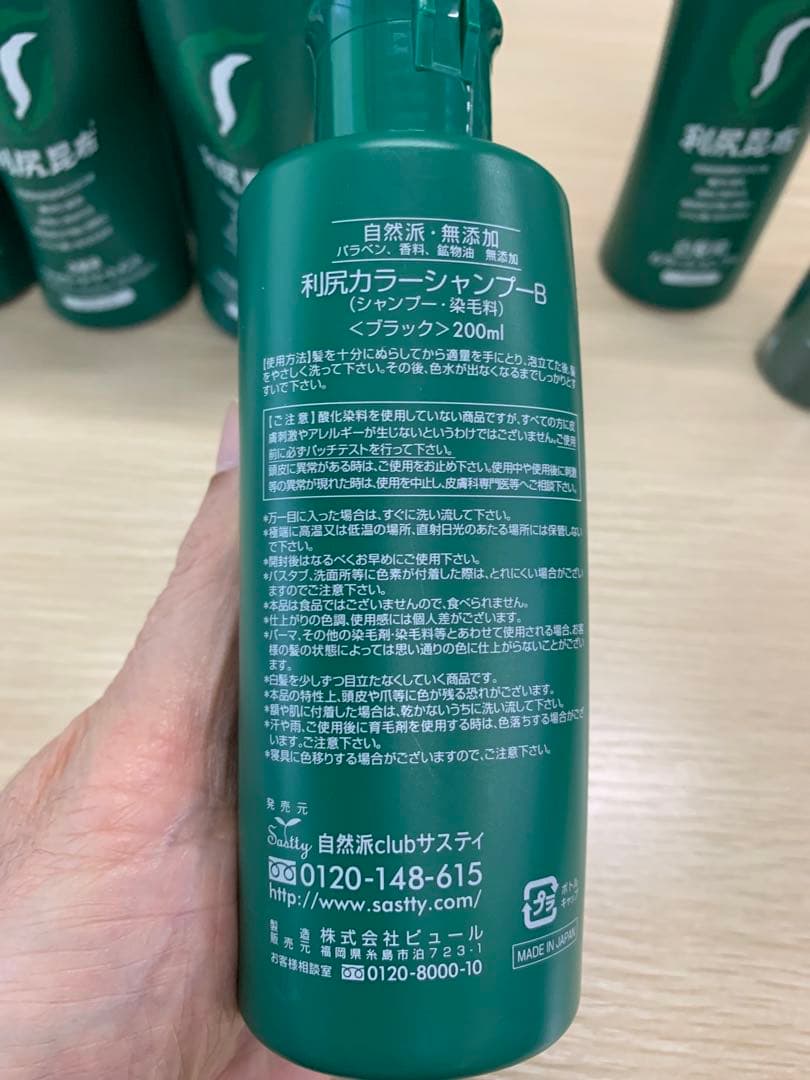 利尻昆布
利尻昆
利尻昆布
自然派・無添加
パラベン、香料、鉱物油 無添加
利尻カラーシャンプーB
(シャンプー・染毛料)
<ブラック>200ml
【使用方法】髪を十分にぬらしてから適量を手にとり、泡立てた後、髪
をやさしく洗って下さい。その後、色水が出なくなるまでしっかりとす
すいで下さい。
【ご注意】酸化染料を使用していない商品ですが、すべての方に皮
膚刺激やアレルギーが生じないというわけではございません。ご使用
前に必ずパッチテストを行って下さい。
頭皮に異常がある時は、ご使用をお止め下さい。使用中や使用後に刺激
等の異常が現れた時は、使用を中止し、皮膚科専門医等へご相談下さい。
*万一目に入った場合は、すぐに洗い流して下さい。
*極端に高温又は低温の場所、直射日光のあたる場所には保管しない
で下さい。
*開封後はなるべくお早めにご使用下さい。
*バスタブ、洗面所等に色素が付着した際は、とれにくい場合がござい
ますのでご注意下さい。
*本品は食品ではございませんので、食べられません。
*仕上がりの色調、使用感には個人差がございます。
*パーマ、その他の染毛剤・染毛料等とあわせて使用される場合、お客
様の髪の状態によっては思い通りの色に仕上がらないことがござい
ます。
*白髪を少しずつ目立たなくしていく商品です。
*本品の特性上、頭皮や爪等に色が残る恐れがございます。
*額や肌に付着した場合は、乾かないうちに洗い流して下さい。
*汗や雨、ご使用後に育毛剤を使用する時は、色落ちする場合がござ
います。ご注意下さい。
*寝具に色移りする場合がございますので、ご注意下さい。
発売元
Sastty 自然派clubサスティ
0120-148-615
http://www.sastty.com/
製造
販売元 株式会社ピュール
福岡県糸島市泊723-1
お客様相談室 0120-8000-10
プラ
ボトル
キャップ
MADE IN JAPAN